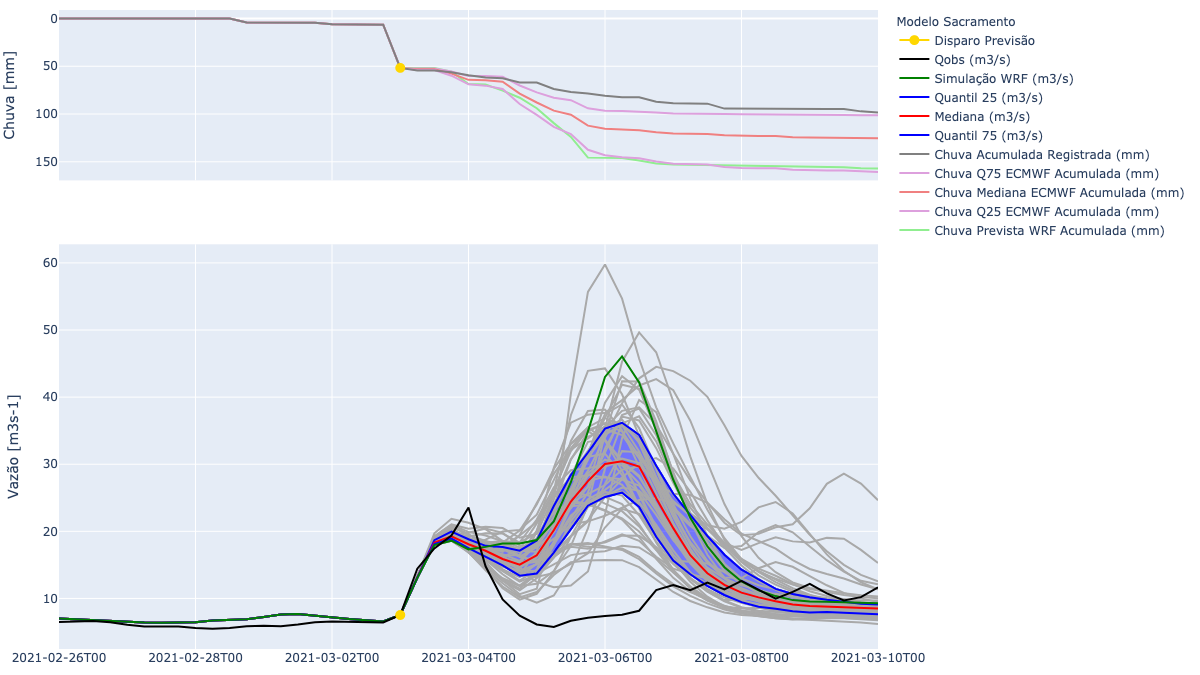 0
50
100
150
Chuva [mm]
Modelo Sacramento
Disparo Previsão
Qobs (m3/s)
Simulação WRF (m3/s)
Quantil 25 (m3/s)
Mediana (m3/s)
Quantil 75 (m3/s)
Chuva Acumulada Registrada (mm)
Chuva Q75 ECMWF Acumulada (mm)
Chuva Mediana ECMWF Acumulada (mm)
Chuva Q25 ECMWF Acumulada (mm)
Chuva Prevista WRF Acumulada (mm)
60
50
40
30
20
10
Vazão [m3s-1]
2021-02-26T00
2021-02-28T00
2021-03-02T00
2021-03-04T00
2021-03-06T00
2021-03-08T00
2021-03-10T00